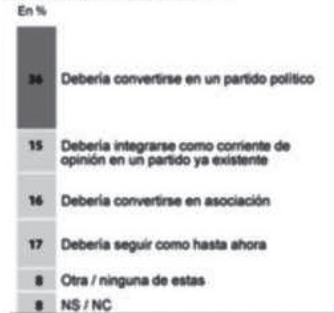 En %
36 Debería convertirse en un partido político
15 Debería integrarse como corriente de
opinión en un partido ya existente
16 Debería convertirse en asociación
17 Debería seguir como hasta ahora
8 Otra / ninguna de estas
8 NS / NC